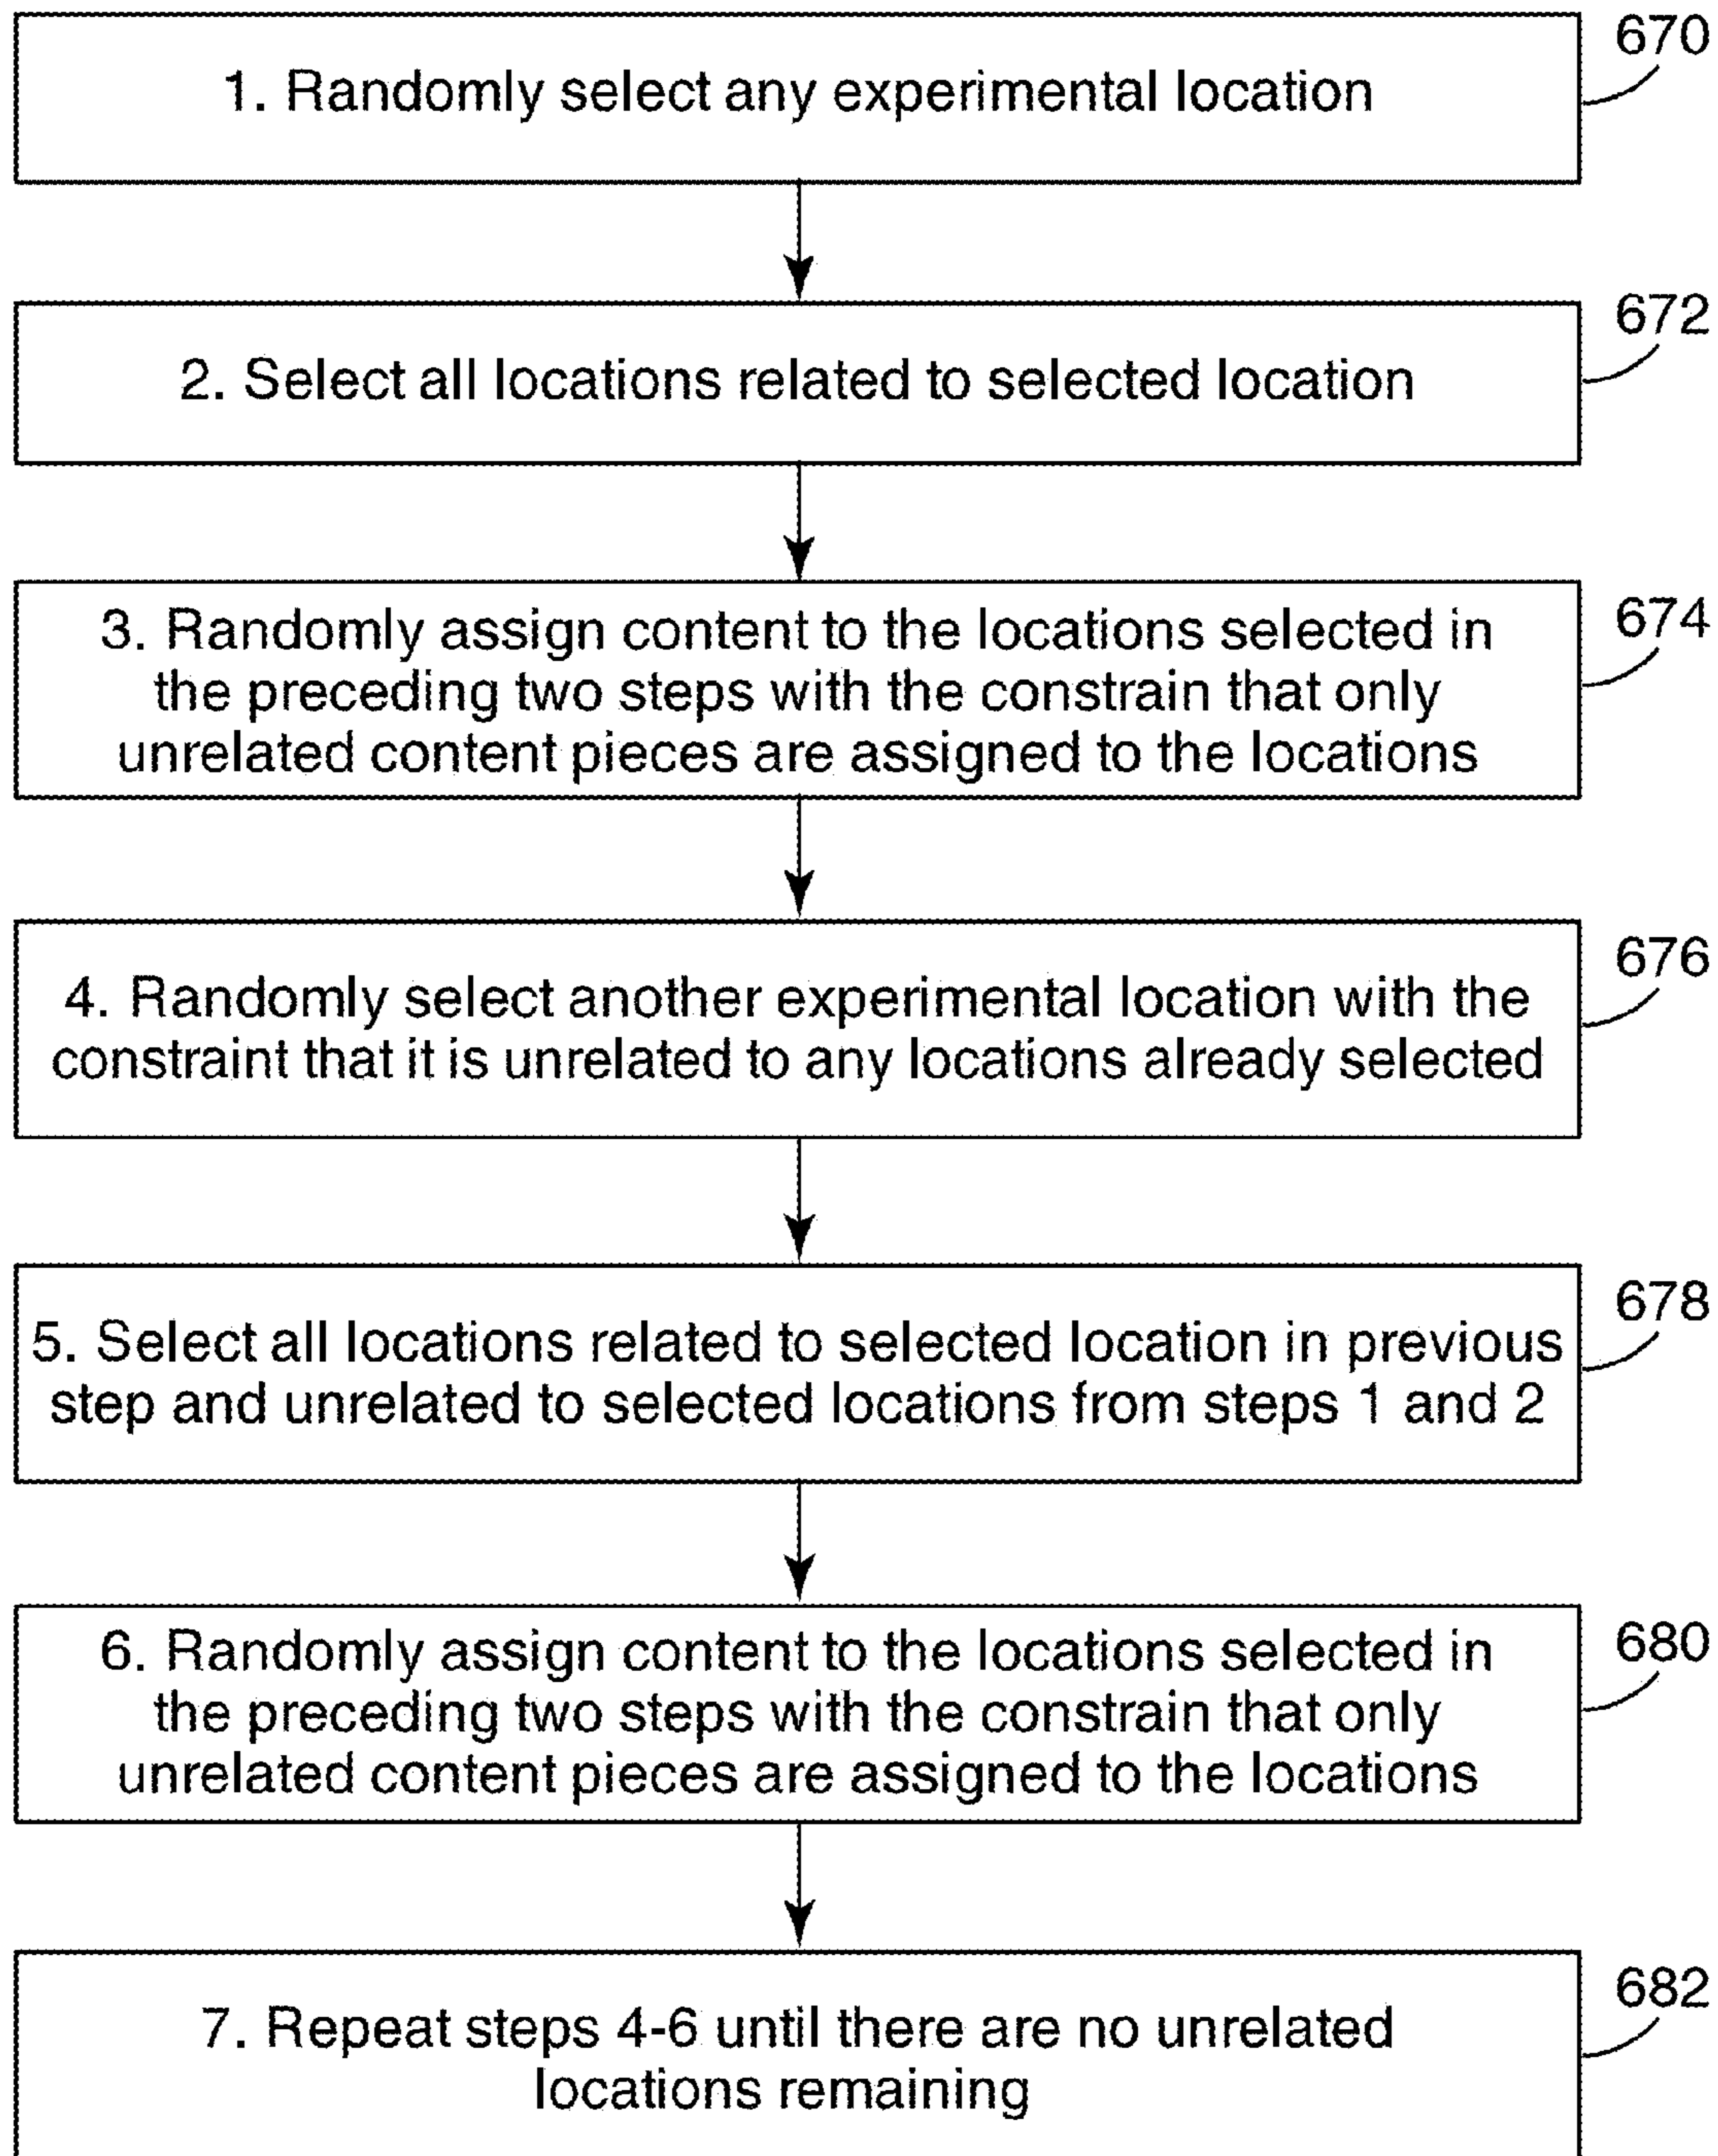 670
1. Randomly select any experimental location
672
2. Select all locations related to selected location
674
3. Randomly assign content to the locations selected in
the preceding two steps with the constrain that only
unrelated content pieces are assigned to the locations
676
4. Randomly select another experimental location with the
constraint that it is unrelated to any locations already selected
678
5. Select all locations related to selected location in previous
step and unrelated to selected locations from steps 1 and 2
680
6. Randomly assign content to the locations selected in
the preceding two steps with the constrain that only
unrelated content pieces are assigned to the locations
682
7. Repeat steps 4-6 until there are no unrelated
locations remaining